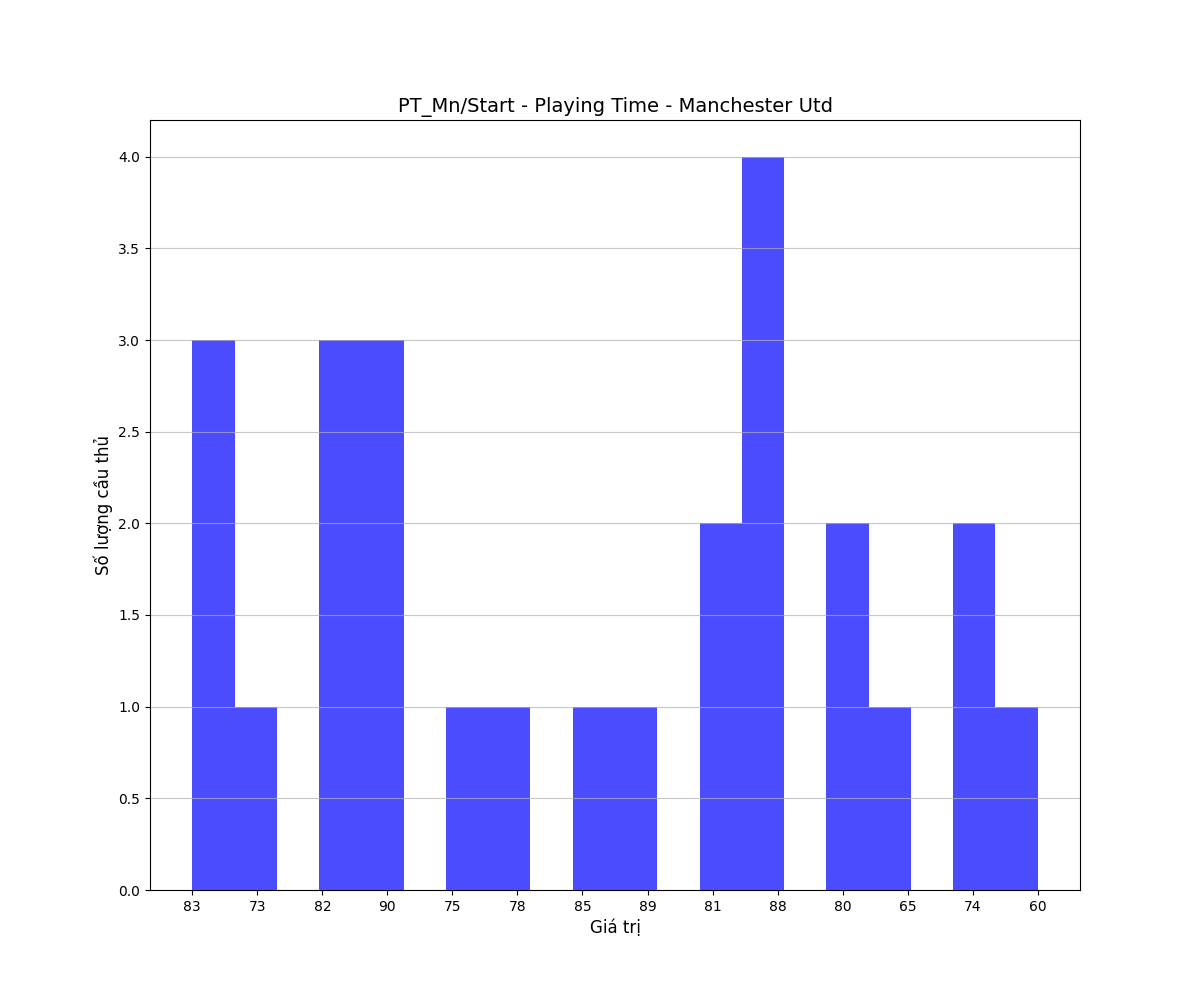 PT_Mn/Start - Playing Time - Manchester Utd
Số lượng cầu thủ
4.0
3.5
3.0
2.5
2.0
1.5
1.0
0.5
0.0
83 73 82 90 75 78 85 89 81 88 80 65 74 60
Giá trị